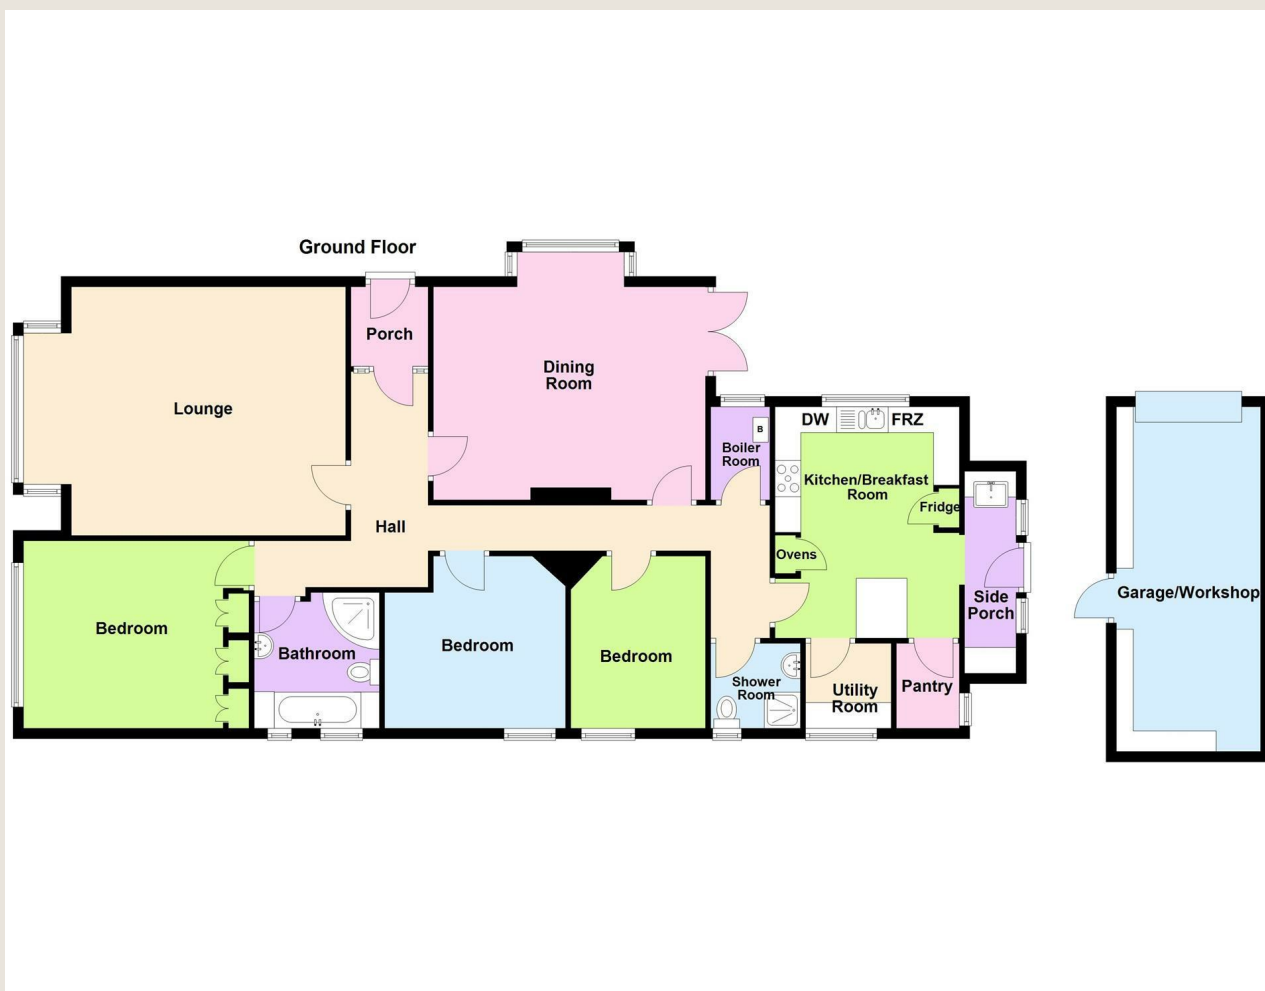 Ground Floor
Porch
Lounge
Dining
Room
Hall
Boiler
Room
B
DW
FRZ
Kitchen/Breakfast
Room
Fridge
Ovens
Side
Porch
Garage/Workshop
Bedroom
Bathroom
Bedroom
Bedroom
Shower
Room
Utility
Room
Pantry